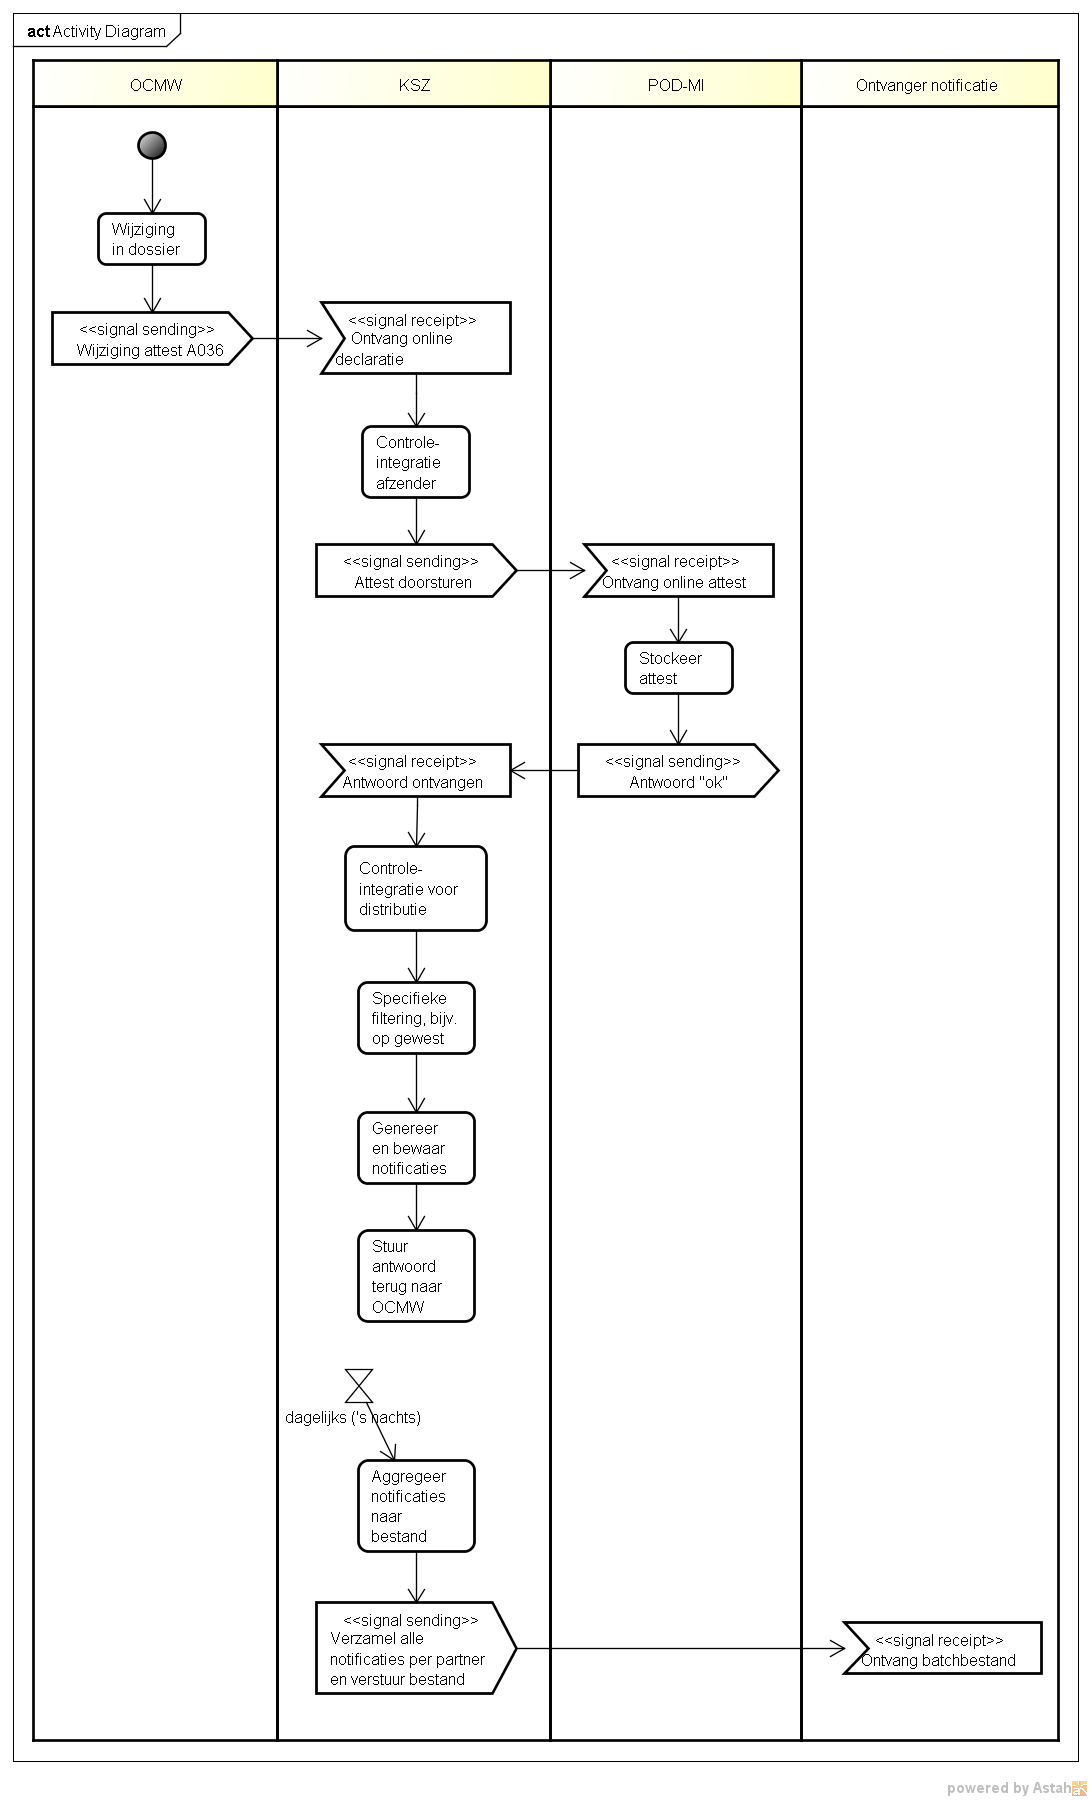 act Activity Diagram
OCMW
KSZ
POD-MI
Ontvanger notificatie
Wijziging
in dossier
<<signal sending>>
Wijziging attest A036
<<signal receipt>>
Ontvang online
declaratie
Controle-
integratie
afzender
<<signal sending>>
Attest doorsturen
<<signal receipt>>
Ontvang online attest
Stockeer
attest
<<signal sending>>
Antwoord "ok"
<<signal receipt>>
Antwoord ontvangen
Controle-
integratie voor
distributie
Specifieke
filtering, bijv.
op gewest
Genereer
en bewaar
notificaties
Stuur
antwoord
terug naar
OCMW
dagelijks ('s nachts)
Aggregeer
notificaties
naar
bestand
<<signal sending>>
Verzamel alle
notificaties per partner
en verstuur bestand
<<signal receipt>>
Ontvang batchbestand
powered by Astah